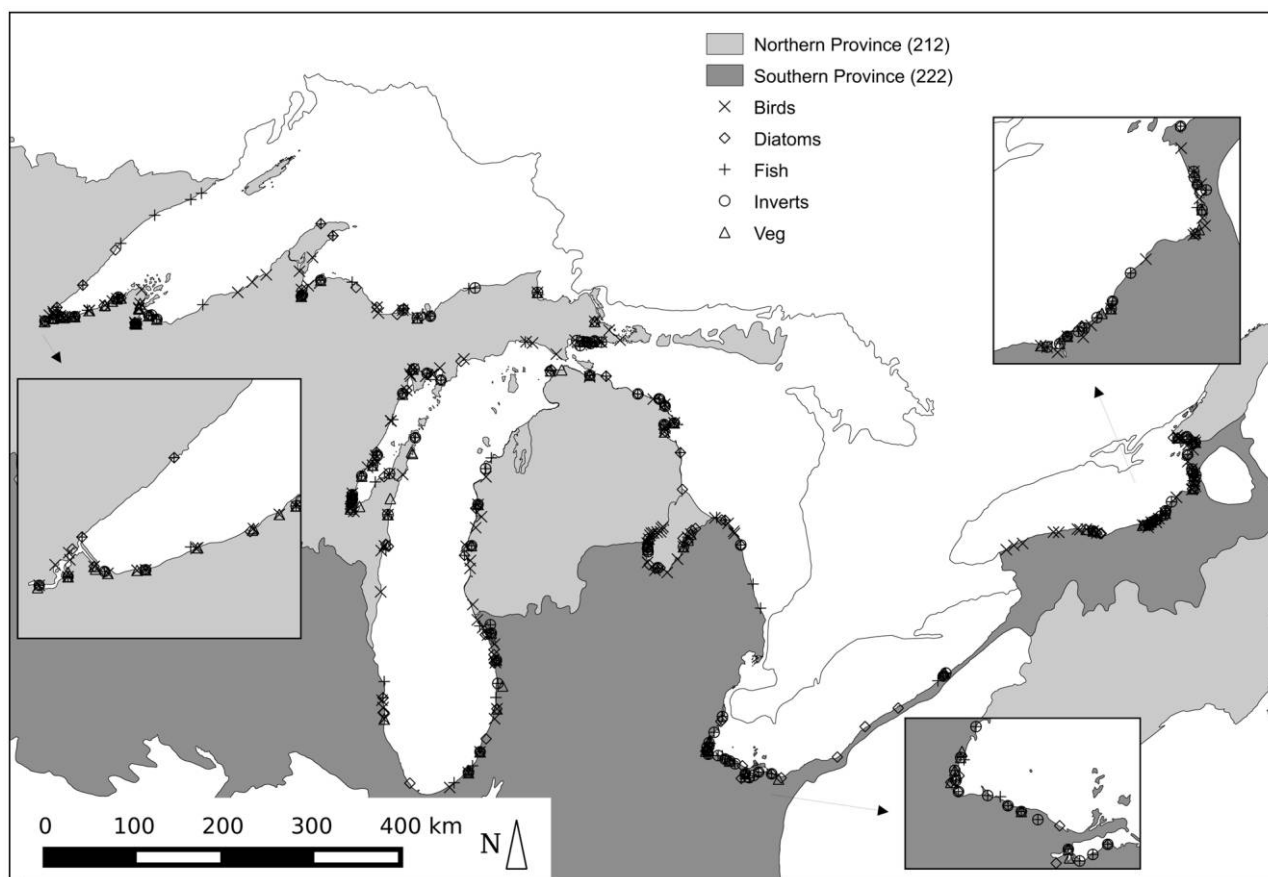 Northern Province (212)
Southern Province (222)
Birds
Diatoms
Fish
Inverts
Veg
0 100 200 300 400 km
N